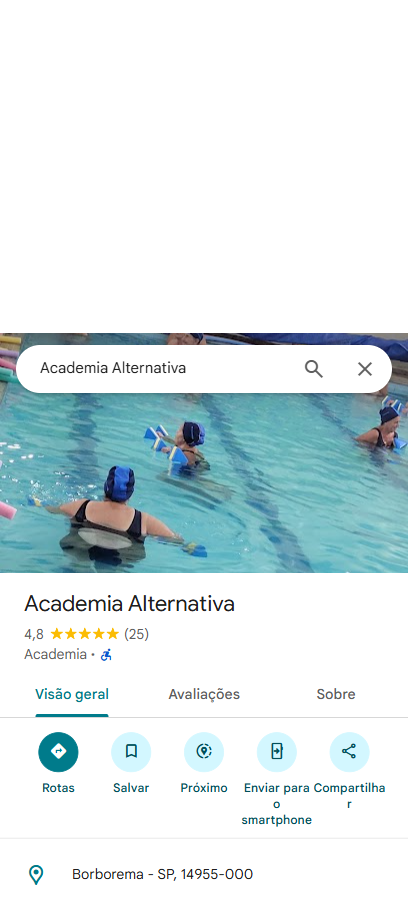 Academia Alternativa
Academia Alternativa
4,8 (25)
Academia ·
Visão geral Avaliações Sobre
Rotas Salvar Próximo Enviar para o smartphone Compartilhar
Borborema - SP, 14955-000